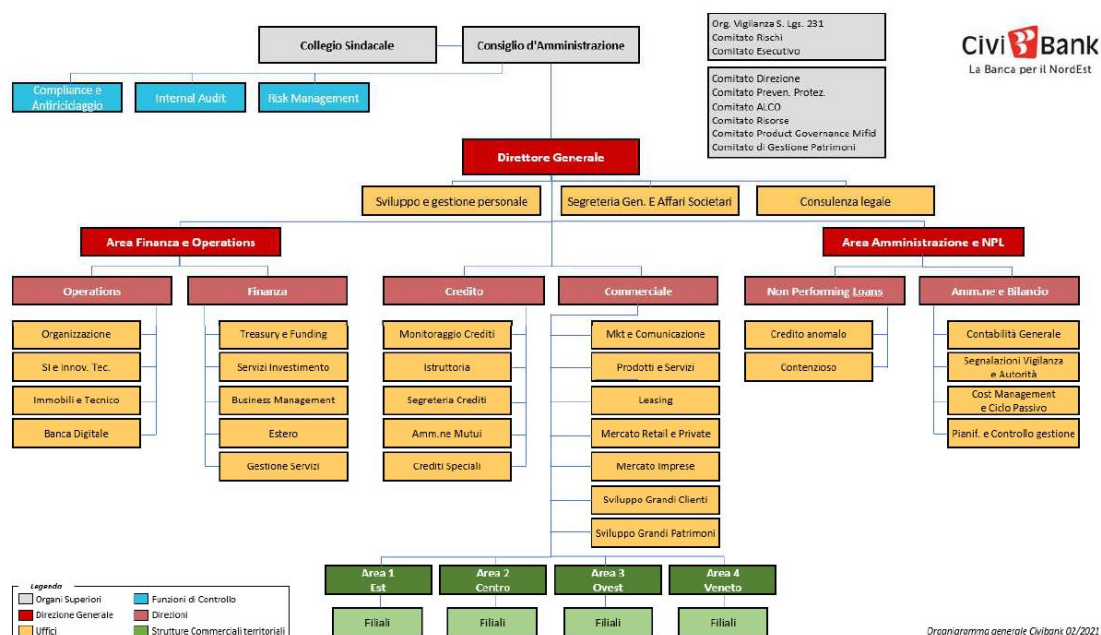 Collegio Sindacale
Consiglio d'Amministrazione
Org. Vigilanza S. Lgs. 231
Comitato Rischi
Comitato Esecutivo
Civi Bank
La Banca per il NordEst
Comitato Direzione
Comitato Preven. Protez.
Comitato ALCO
Comitato Risorse
Comitato Product Governance Mifid
Comitato di Gestione Patrimoni
Compliance e
Antiriciclaggio
Internal Audit
Risk Management
Direttore Generale
Sviluppo e gestione personale
Segreteria Gen. E Affari Societari
Consulenza legale
Area Finanza e Operations
Area Amministrazione e NPL
Operations
Finanza
Credito
Commerciale
Non Performing Loans
Amm.ne e Bilancio
Organizzazione
SI e Innov. Tec.
Immobili e Tecnico
Banca Digitale
Treasury e Funding
Servizi Investimento
Business Management
Estero
Gestione Servizi
Monitoraggio Crediti
Istruttoria
Segreteria Crediti
Amm.ne Mutui
Crediti Speciali
Mkt e Comunicazione
Prodotti e Servizi
Leasing
Mercato Retail e Private
Mercato Imprese
Sviluppo Grandi Clienti
Sviluppo Grandi Patrimoni
Credito anomalo
Contenzioso
Contabilità Generale
Segnalazioni Vigilanza
e Autorità
Cost Management
e Ciclo Passivo
Pianif. e Controllo gestione
Area 1
Est
Area 2
Centro
Area 3
Ovest
Area 4
Veneto
Filiali
Filiali
Filiali
Filiali
Legenda
Organi Superiori
Funzioni di Controllo
Direzione Generale
Direzioni
Uffici
Strutture Commerciali territoriali
Organigramma generale Civibank 02/2021